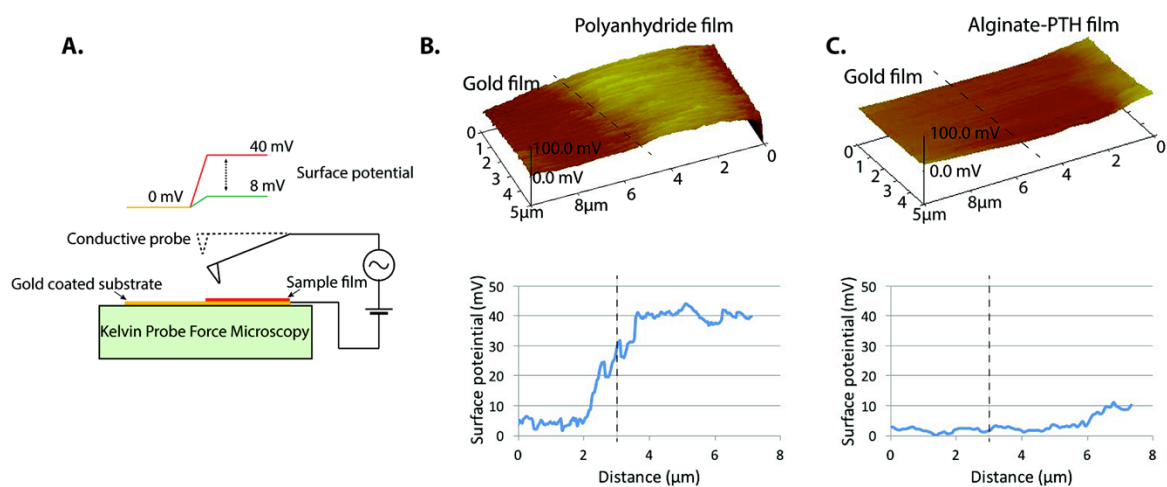 A.
40 mV
0 mV
8 mV
Surface potential
Conductive probe
Gold coated substrate
Sample film
Kelvin Probe Force Microscopy
B.
Polyanhydride film
Gold film
100.0 mV
0.0 mV
0
1
2
3
4
5µm
8µm
6
4
2
0
Surface poteintial (mV)
50
40
30
20
10
0
0 2 4 6 8
Distance (µm)
C.
Alginate-PTH film
Gold film
100.0 mV
0.0 mV
0
1
2
3
4
5µm
8µm
6
4
2
0
Surface poteintial (mV)
50
40
30
20
10
0
0 2 4 6 8
Distance (µm)